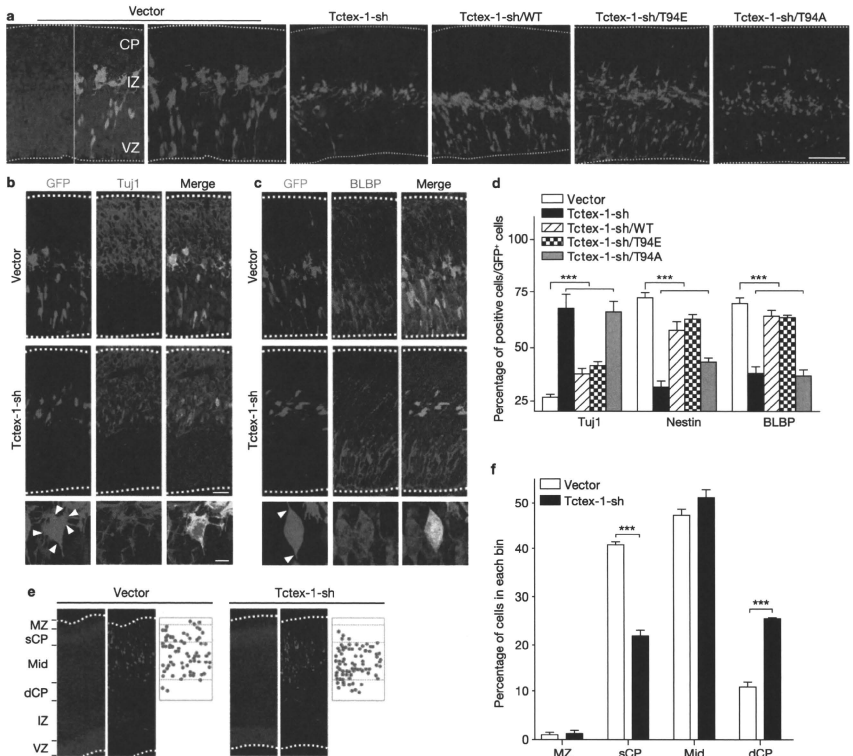 a
Vector
Tctex-1-sh
Tctex-1-sh/WT
Tctex-1-sh/T94E
Tctex-1-sh/T94A
CP
IZ
VZ
b
GFP
Tuj1
Merge
Vector
Tctex-1-sh
c
GFP
BLBP
Merge
Vector
Tctex-1-sh
d
Vector
Tctex-1-sh
Tctex-1-sh/WT
Tctex-1-sh/T94E
Tctex-1-sh/T94A
Percentage of positive cells/GFP+ cells
100
75
50
25
***
***
***
Tuj1
Nestin
BLBP
e
Vector
Tctex-1-sh
MZ
sCP
Mid
dCP
IZ
VZ
f
Vector
Tctex-1-sh
Percentage of cells in each bin
50
40
30
20
10
0
***
***
MZ
sCP
Mid
dCP